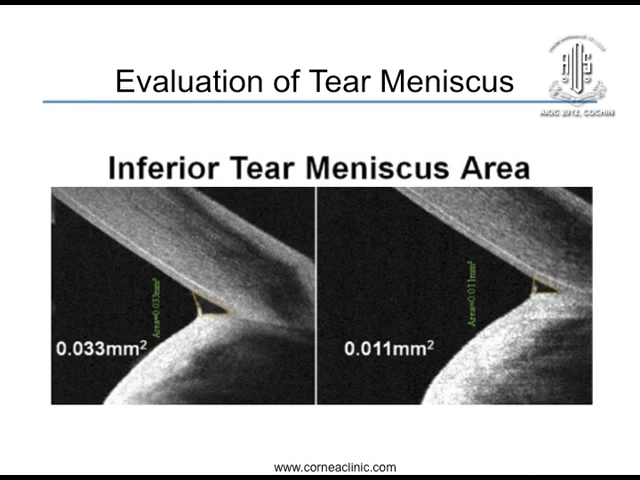 Evaluation of Tear Meniscus
AIOS
AIOC 2012, COCHIN
Inferior Tear Meniscus Area
Area=0.033mm²
0.033mm²
Area=0.011mm²
0.011mm²
www.corneaclinic.com